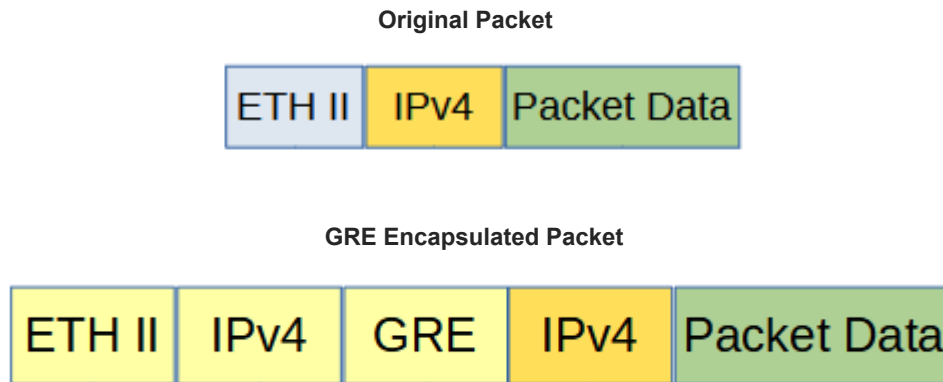 Original Packet
ETH II IPv4 Packet Data
GRE Encapsulated Packet
ETH II IPv4 GRE IPv4 Packet Data